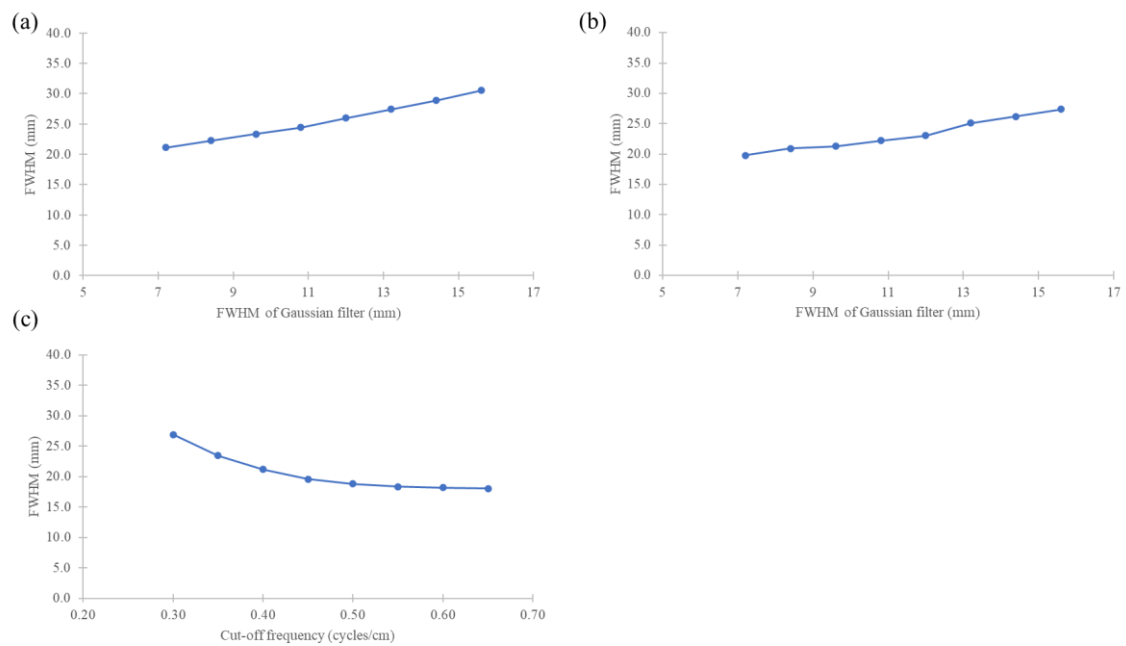 (a)
40.0
35.0
30.0
25.0
20.0
15.0
10.0
5.0
0.0
FWHM (mm)
5 7 9 11 13 15 17
FWHM of Gaussian filter (mm)
(b)
40.0
35.0
30.0
25.0
20.0
15.0
10.0
5.0
0.0
FWHM (mm)
5 7 9 11 13 15 17
FWHM of Gaussian filter (mm)
(c)
40.0
35.0
30.0
25.0
20.0
15.0
10.0
5.0
0.0
FWHM (mm)
0.20 0.30 0.40 0.50 0.60 0.70
Cut-off frequency (cycles/cm)